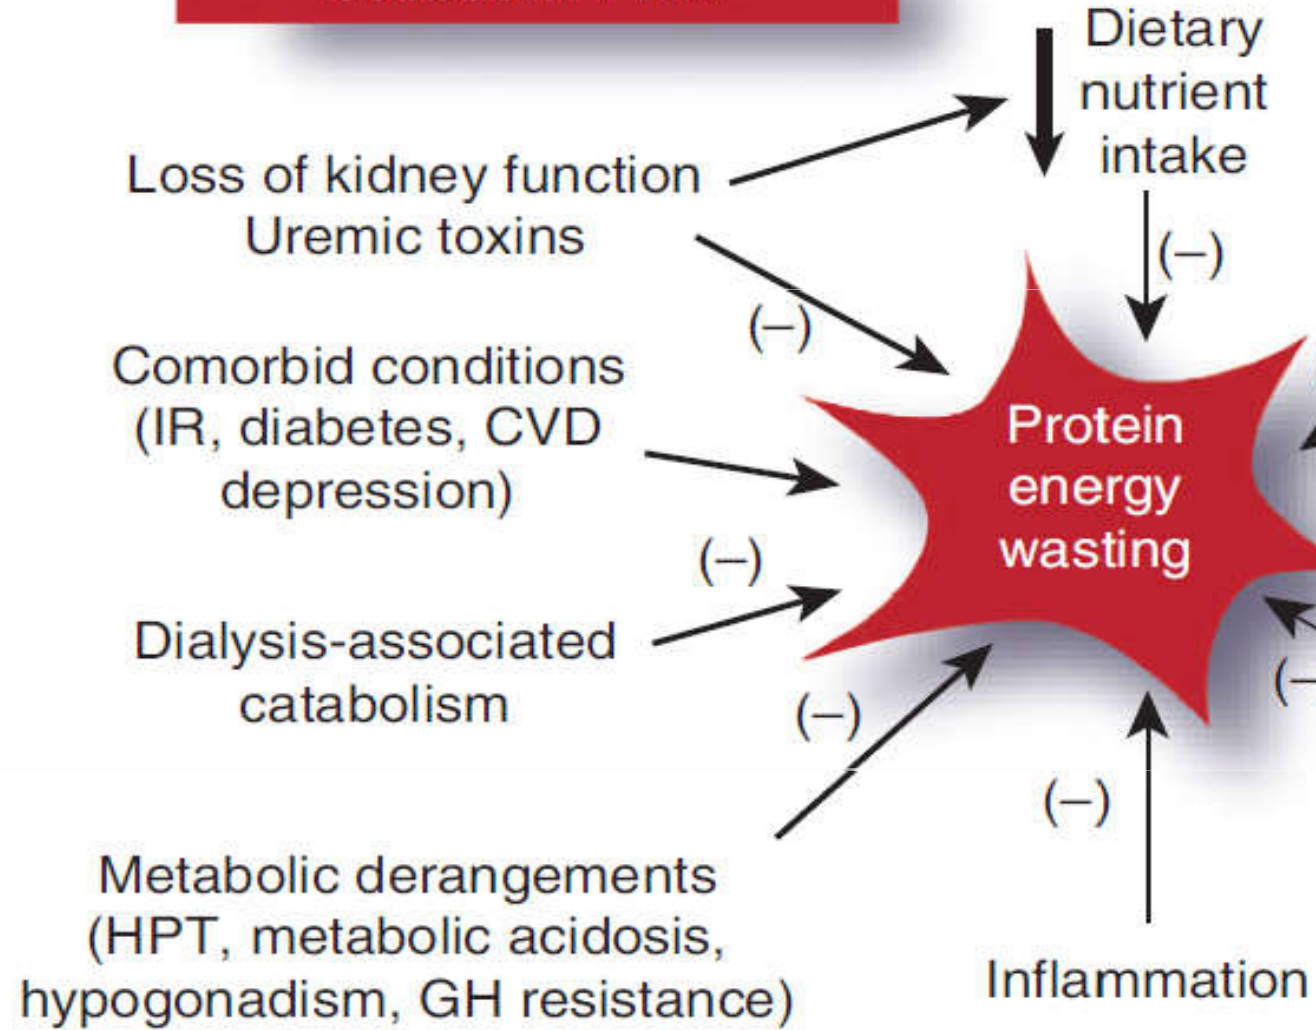 Dietary
nutrient
intake
(–)
Loss of kidney function
Uremic toxins
(–)
Comorbid conditions
(IR, diabetes, CVD
depression)
(–)
Protein
energy
wasting
Dialysis-associated
catabolism
(–)
(–
(–)
Metabolic derangements
(HPT, metabolic acidosis,
hypogonadism, GH resistance)
Inflammation